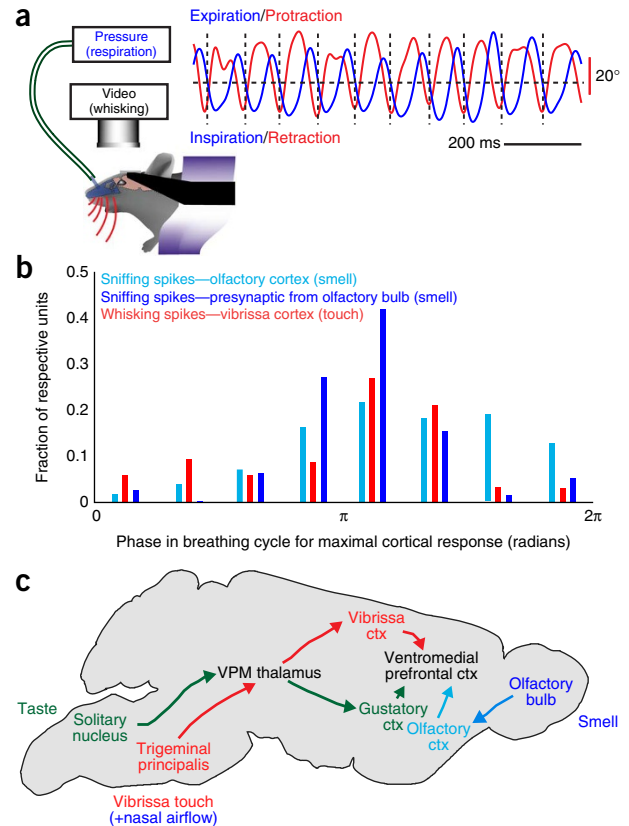 a
Pressure
(respiration)
Video
(whisking)
Expiration/Protraction
20°
Inspiration/Retraction
200 ms
b
Sniffing spikes—olfactory cortex (smell)
Sniffing spikes—presynaptic from olfactory bulb (smell)
Whisking spikes—vibrissa cortex (touch)
Fraction of respective units
0.5
0.4
0.3
0.2
0.1
0
0
π
2π
Phase in breathing cycle for maximal cortical response (radians)
c
Vibrissa
ctx
VPM thalamus
Ventromedial
prefrontal ctx
Taste
Solitary
nucleus
Gustatory
ctx
Olfactory
ctx
Olfactory
bulb
Smell
Trigeminal
principalis
Vibrissa touch
(+nasal airflow)